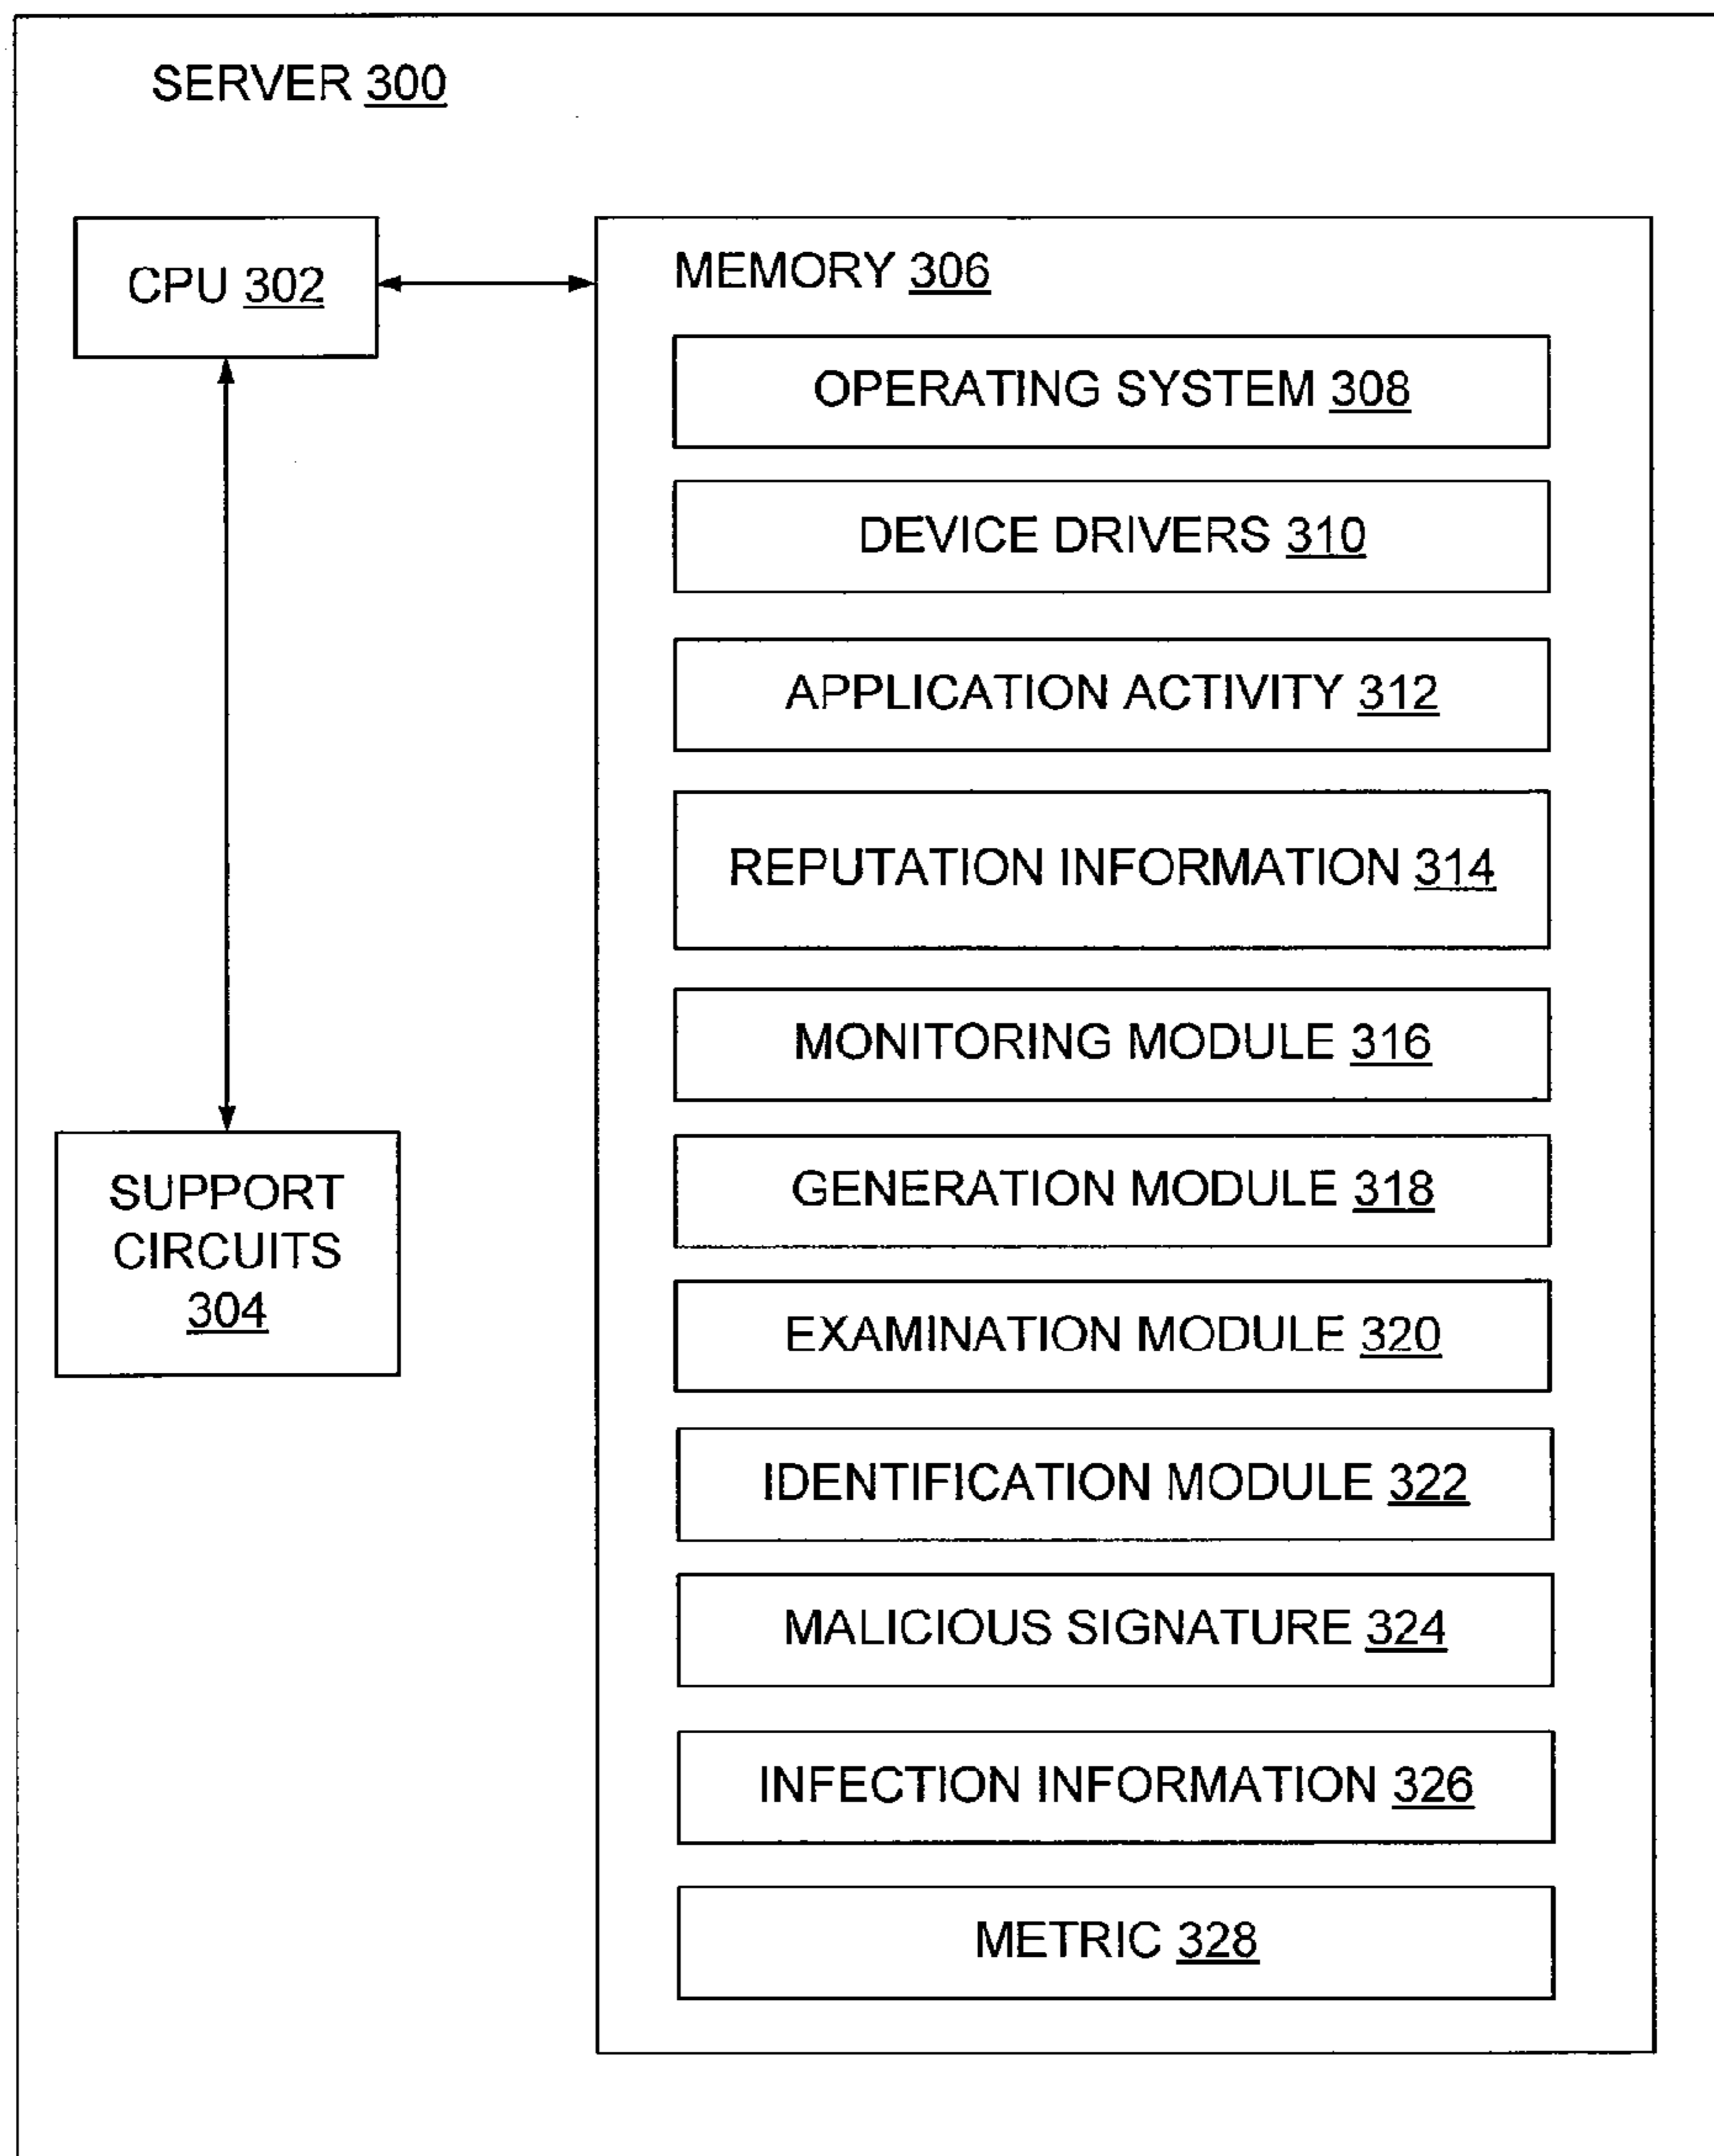 SERVER 300
CPU 302
MEMORY 306
OPERATING SYSTEM 308
DEVICE DRIVERS 310
APPLICATION ACTIVITY 312
REPUTATION INFORMATION 314
MONITORING MODULE 316
GENERATION MODULE 318
EXAMINATION MODULE 320
IDENTIFICATION MODULE 322
MALICIOUS SIGNATURE 324
INFECTION INFORMATION 326
METRIC 328
SUPPORT
CIRCUITS
304